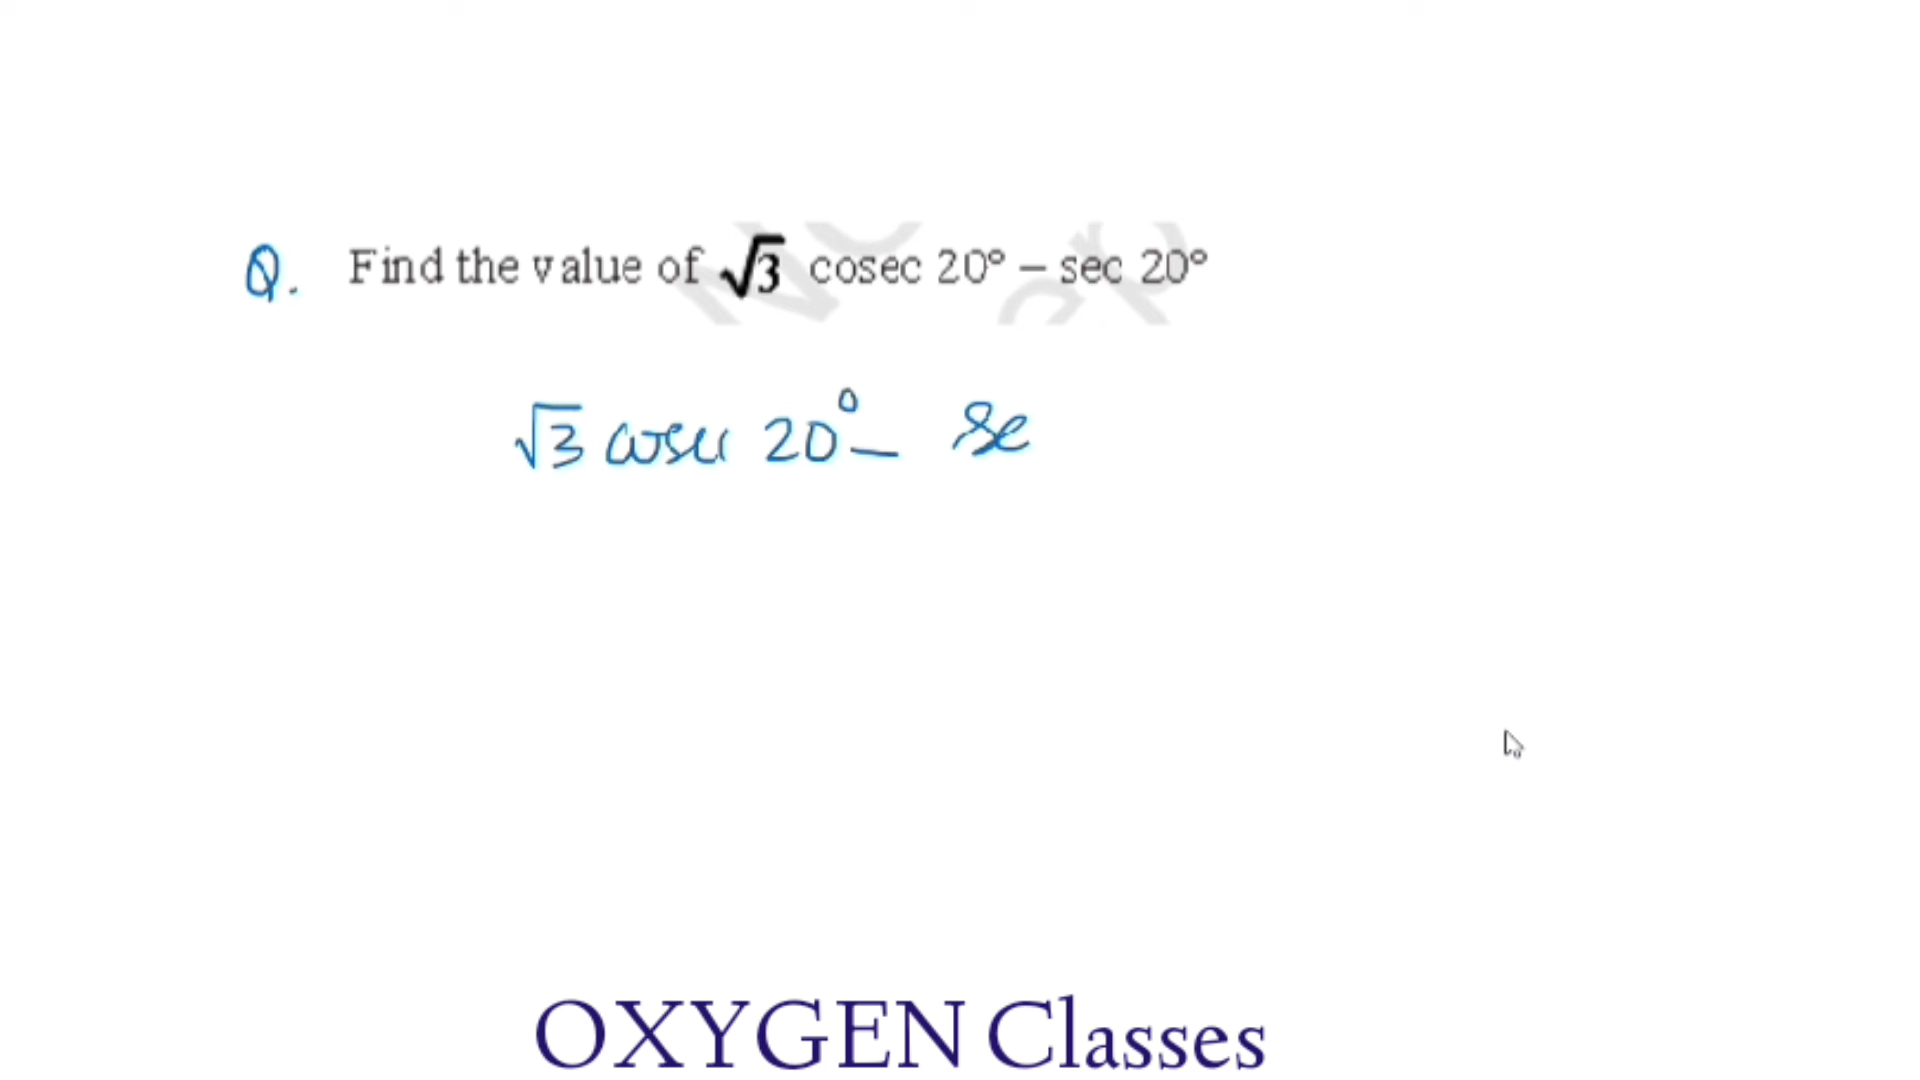 Q. Find the value of √3 cosec 20° – sec 20°
√3 cosec 20° – se
OXYGEN Classes